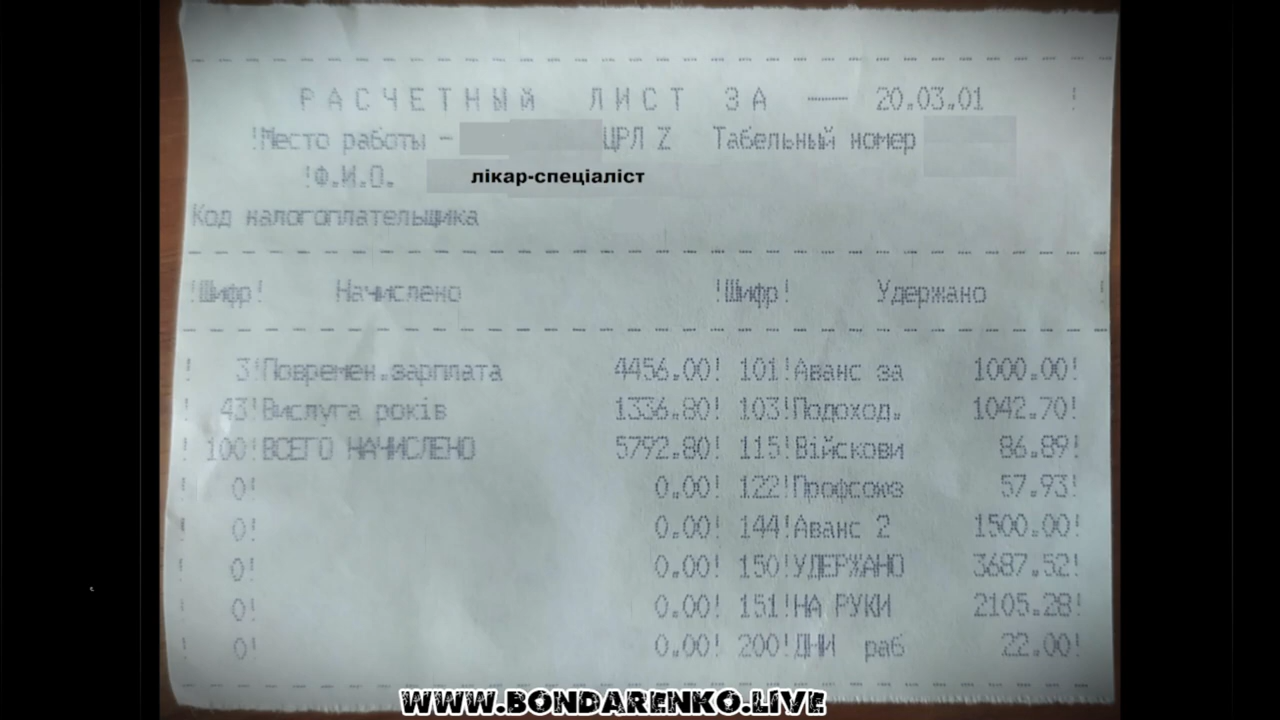 РАСЧЕТНЫЙ ЛИСТ ЗА —— 20.03.01 !
!Место работы - ЦРЛ Z Табельный номер
!Ф.И.О. лікар-спеціаліст
Код налогоплательщика
!Шифр! Начислено !Шифр! Удержано !
! 3!Повремен.зарплата 4456.00! 101!Аванс за 1000.00!
! 43!Вислуга років 1336.80! 103!Подоход. 1042.70!
! 100!ВСЕГО НАЧИСЛЕНО 5792.80! 115!Військови 86.89!
! 0! 0.00! 122!Профсоюз 57.93!
! 0! 0.00! 144!Аванс 2 1500.00!
! 0! 0.00! 150!УДЕРЖАНО 3687.52!
! 0! 0.00! 151!НА РУКИ 2105.28!
! 0! 0.00! 200!ДНИ раб 22.00!
WWW.BONDARENKO.LIVE